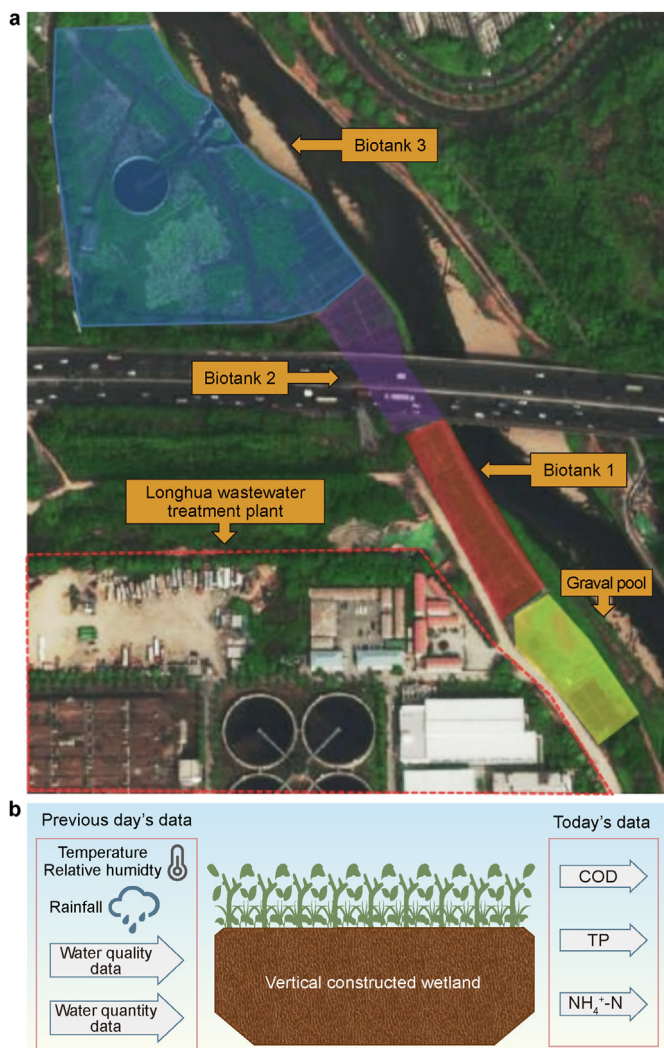 a
Biotank 3
Biotank 2
Biotank 1
Longhua wastewater
treatment plant
Graval pool
b
Previous day's data
Today's data
Temperature
Relative humidty
Rainfall
Water quality
data
Water quantity
data
Vertical constructed wetland
COD
TP
NH₄⁺-N